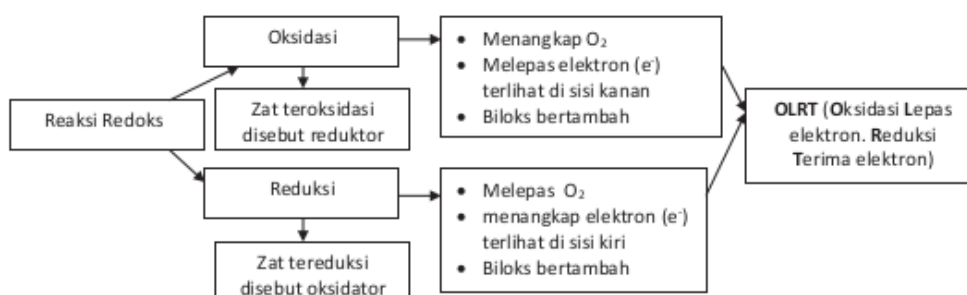 Reaksi Redoks
Oksidasi
Zat teroksidasi
disebut reduktor
• Menangkap O₂
• Melepas elektron (e⁻)
terlihat di sisi kanan
• Biloks bertambah
Reduksi
Zat tereduksi
disebut oksidator
• Melepas O₂
• menangkap elektron (e⁻)
terlihat di sisi kiri
• Biloks bertambah
OLRT (Oksidasi Lepas
elektron. Reduksi
Terima elektron)